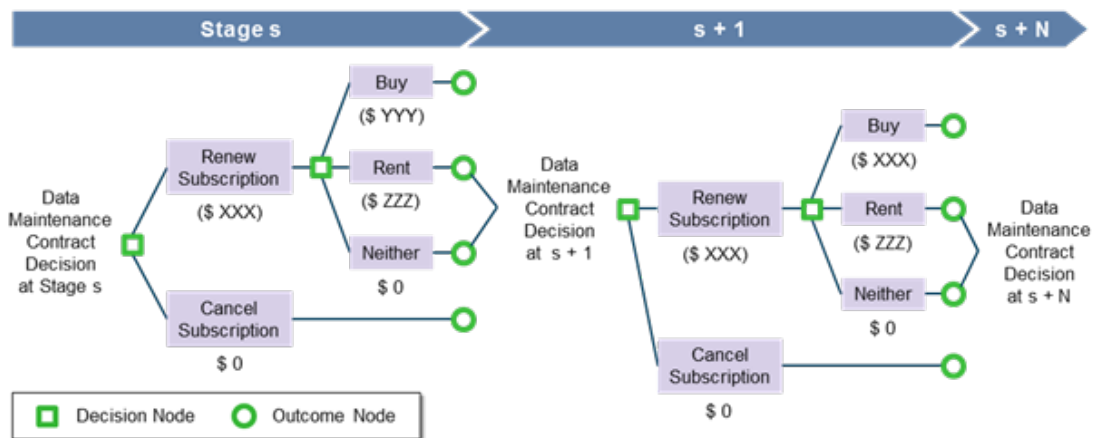 Stage s
s + 1
s + N
Data
Maintenance
Contract
Decision
at Stage s
Renew
Subscription
($ XXX)
Cancel
Subscription
$ 0
Buy
($ YYY)
Rent
($ ZZZ)
Neither
$ 0
Data
Maintenance
Contract
Decision
at s + 1
Renew
Subscription
($ XXX)
Cancel
Subscription
$ 0
Buy
($ XXX)
Rent
($ ZZZ)
Neither
$ 0
Data
Maintenance
Contract
Decision
at s + N
Decision Node
Outcome Node